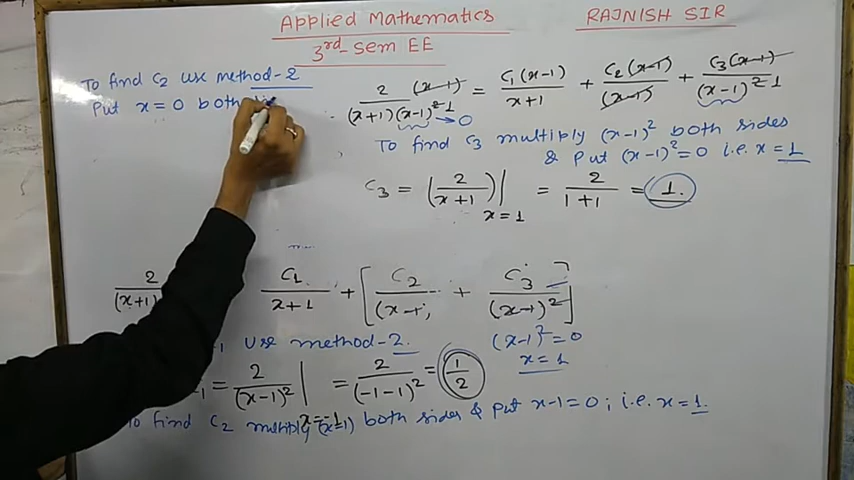 Applied Mathematics
RAJNISH SIR
3rd-Sem EE
To find C2 use method-2
Put x=0 both
2 (x-1) / (x+1)(x-1)^2 1 = C1(x-1) / x+1 + C2(x-1) / (x-1) + C3(x-1) / (x-1)^2 1
→0
To find C3 multiply (x-1)^2 both sides
& Put (x-1)^2=0 i.e. x=1
C3 = (2 / x+1)| x=1 = 2 / 1+1 = 1.
2 / (x+1) C1 / x+1 + [C2 / (x-1) + C3 / (x-1)^2]
use method-2.
(x-1)^2=0
x=1
= 2 / (x-1)^2 | x=-1 = 2 / (-1-1)^2 = 1/2
To find C2 multiply (x-1) both sides & put x-1=0; i.e. x=1.